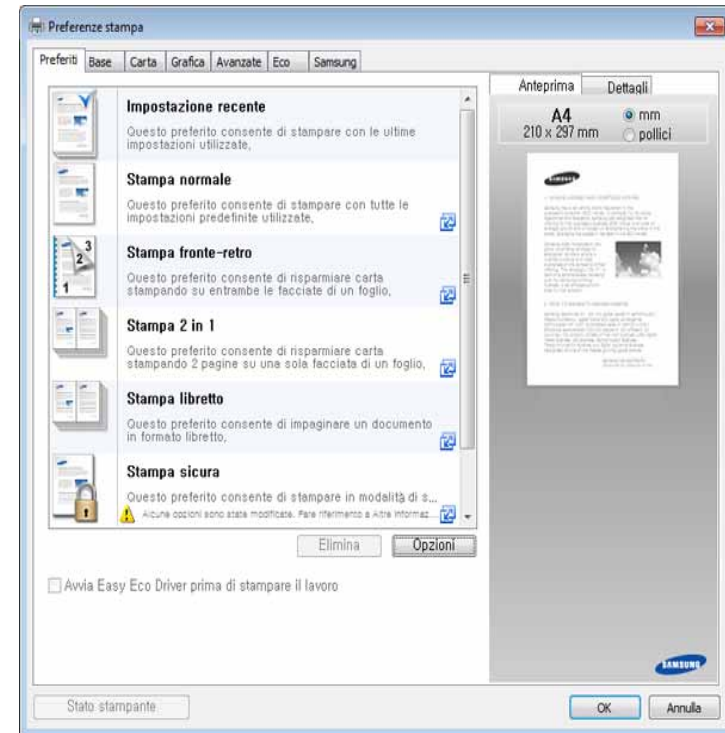 Preferenze stampa
Preferiti Base Carta Grafica Avanzate Eco Samsung
Impostazione recente
Questo preferito consente di stampare con le ultime
impostazioni utilizzate,
Stampa normale
Questo preferito consente di stampare con tutte le
impostazioni predefinite utilizzate,
Stampa fronte-retro
Questo preferito consente di risparmiare carta
stampando su entrambe le facciate di un foglio,
Stampa 2 in 1
Questo preferito consente di risparmiare carta
stampando 2 pagine su una sola facciata di un foglio,
Stampa libretto
Questo preferito consente di impaginare un documento
in formato libretto,
Stampa sicura
Questo preferito consente di stampare in modalità di s...
Alcune opzioni sono state modificate. Fare riferimento a Altre informaz...
Elimina Opzioni
Avvia Easy Eco Driver prima di stampare il lavoro
Stato stampante
Anteprima Dettagli
A4
210 x 297 mm
mm
pollici
SAMSUNG
SAMSUNG
OK Annulla
1
2
3